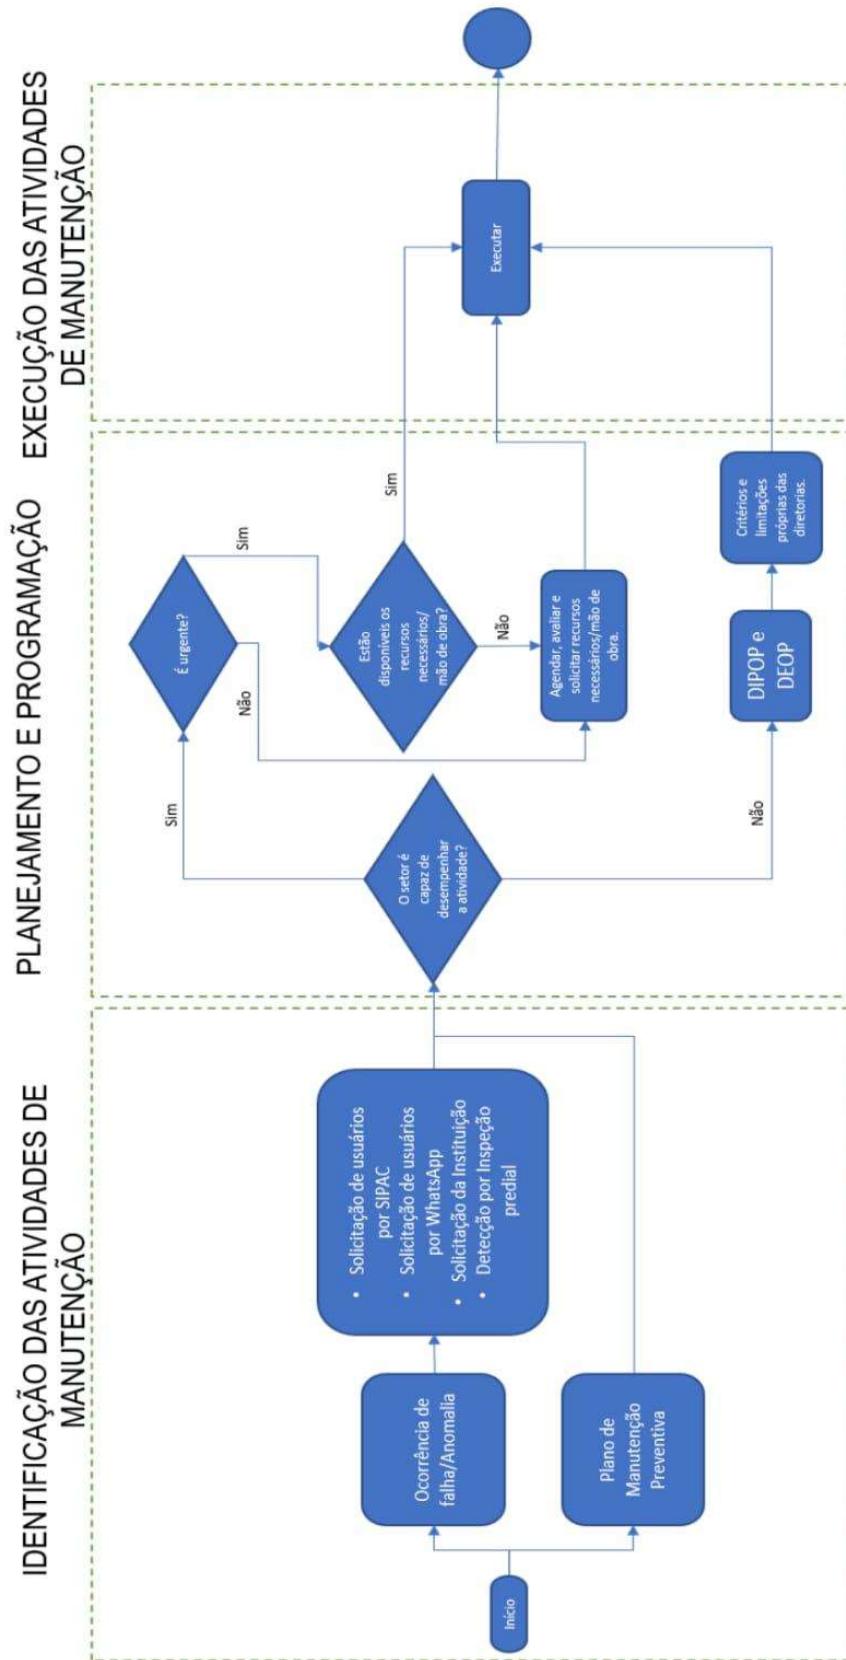 IDENTIFICAÇÃO DAS ATIVIDADES DE
MANUTENÇÃO
PLANEJAMENTO E PROGRAMAÇÃO
EXECUÇÃO DAS ATIVIDADES
DE MANUTENÇÃO
Início
Ocorrência de
falha/Anomalia
Plano de
Manutenção
Preventiva
• Solicitação de usuários
por SIPAC
• Solicitação de usuários
por WhatsApp
• Solicitação da Instituição
• Detecção por Inspeção
predial
O setor é
capaz de
desempenhar
a atividade?
Sim
Não
É urgente?
Sim
Não
Estão
disponíveis os
recursos
necessários/
mão de obra?
Sim
Não
Agendar, avaliar e
solicitar recursos
necessários/mão de
obra.
DIPOP e
DEOP
Critérios e
limitações
próprias das
diretorias.
Executar